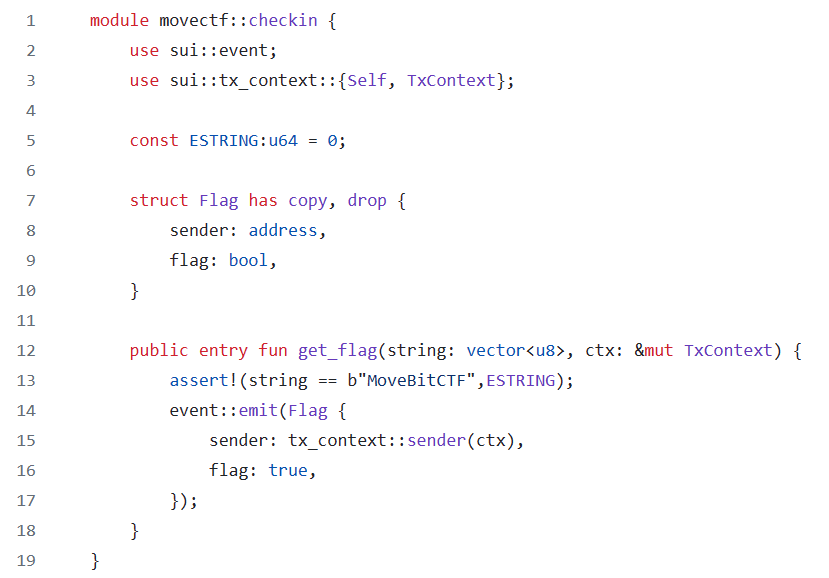 1 module movectf::checkin {
2 use sui::event;
3 use sui::tx_context::{Self, TxContext};
4
5 const ESTRING:u64 = 0;
6
7 struct Flag has copy, drop {
8 sender: address,
9 flag: bool,
10 }
11
12 public entry fun get_flag(string: vector<u8>, ctx: &mut TxContext) {
13 assert!(string == b"MoveBitCTF",ESTRING);
14 event::emit(Flag {
15 sender: tx_context::sender(ctx),
16 flag: true,
17 });
18 }
19 }